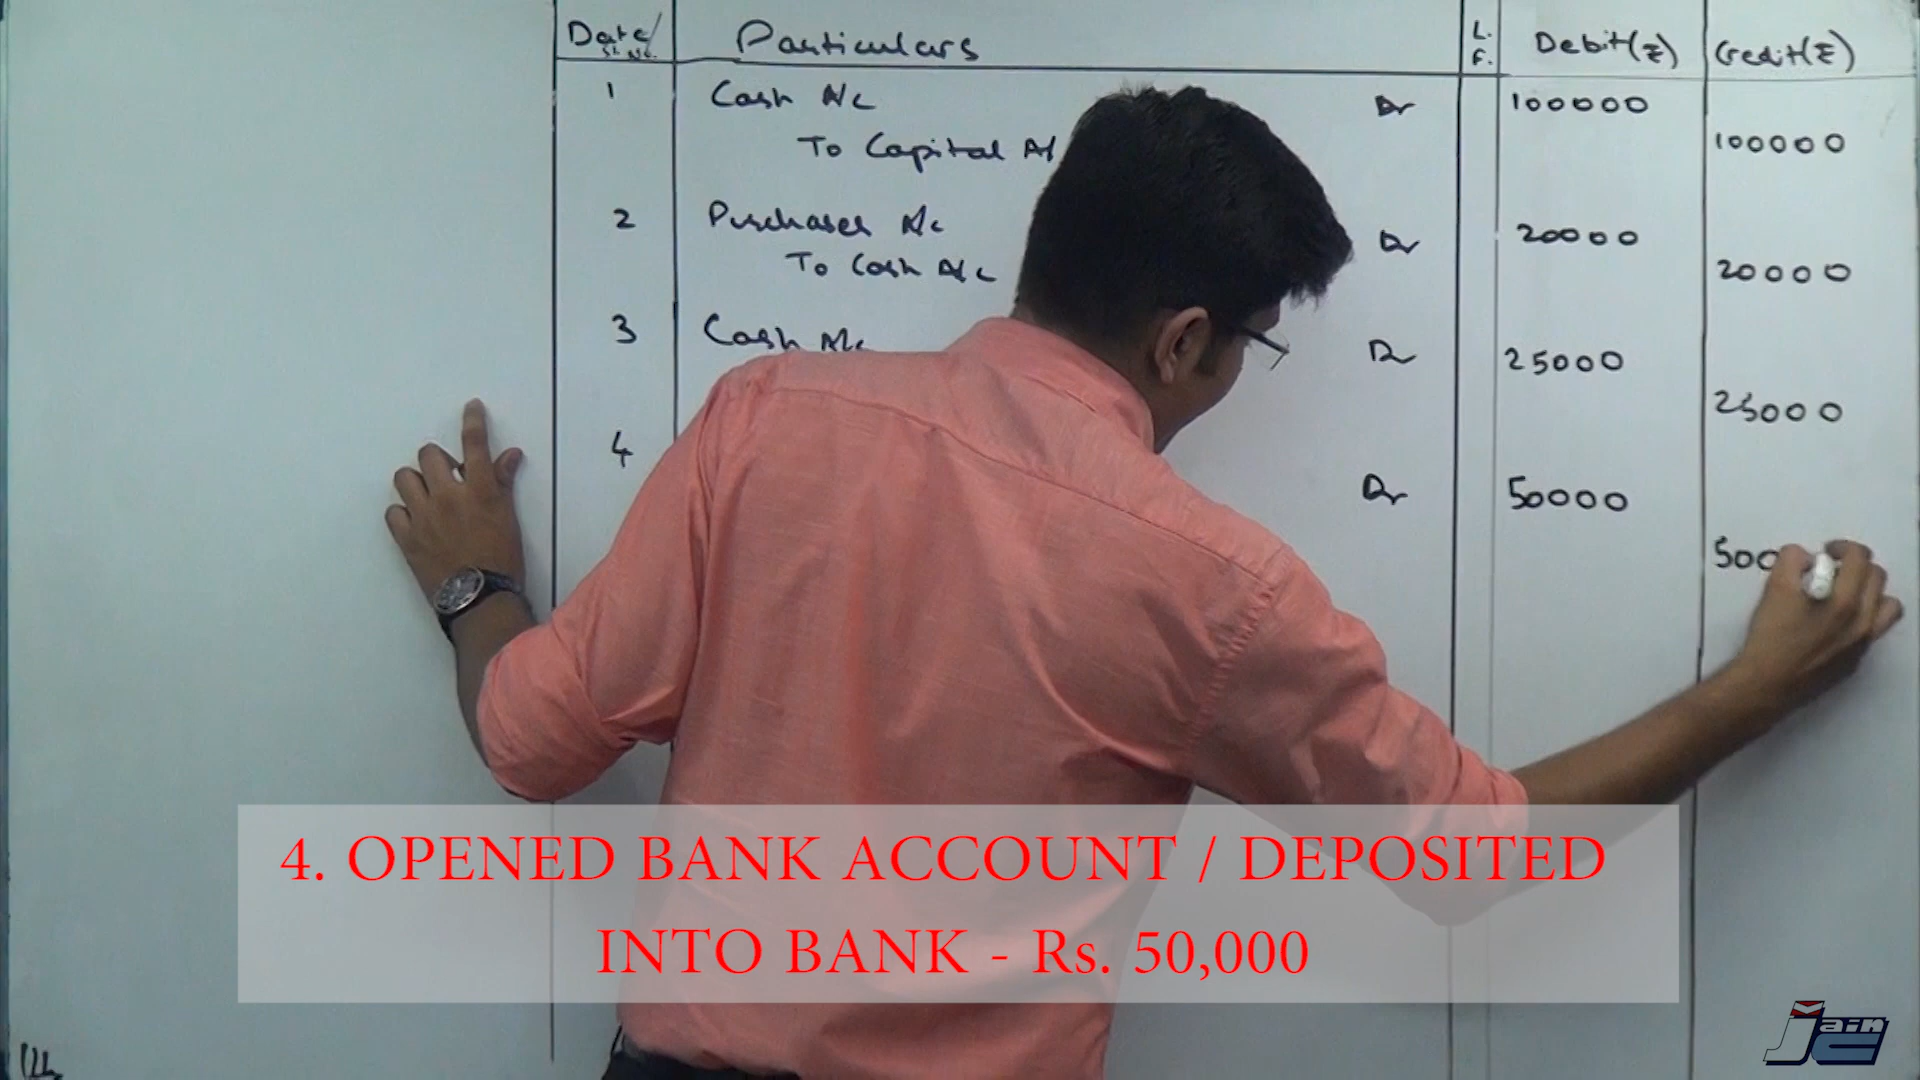 Date/ Particulars L. Debit(₹) Credit(₹)
Sl. No. F.
1 Cash A/c Dr 100000
To Capital A/ 100000
2 Purchases A/c Dr 20000
To Cash A/c 20000
3 Cash A/c Dr 25000
25000
4 Dr 50000
500
4. OPENED BANK ACCOUNT / DEPOSITED
INTO BANK - Rs. 50,000
Jain